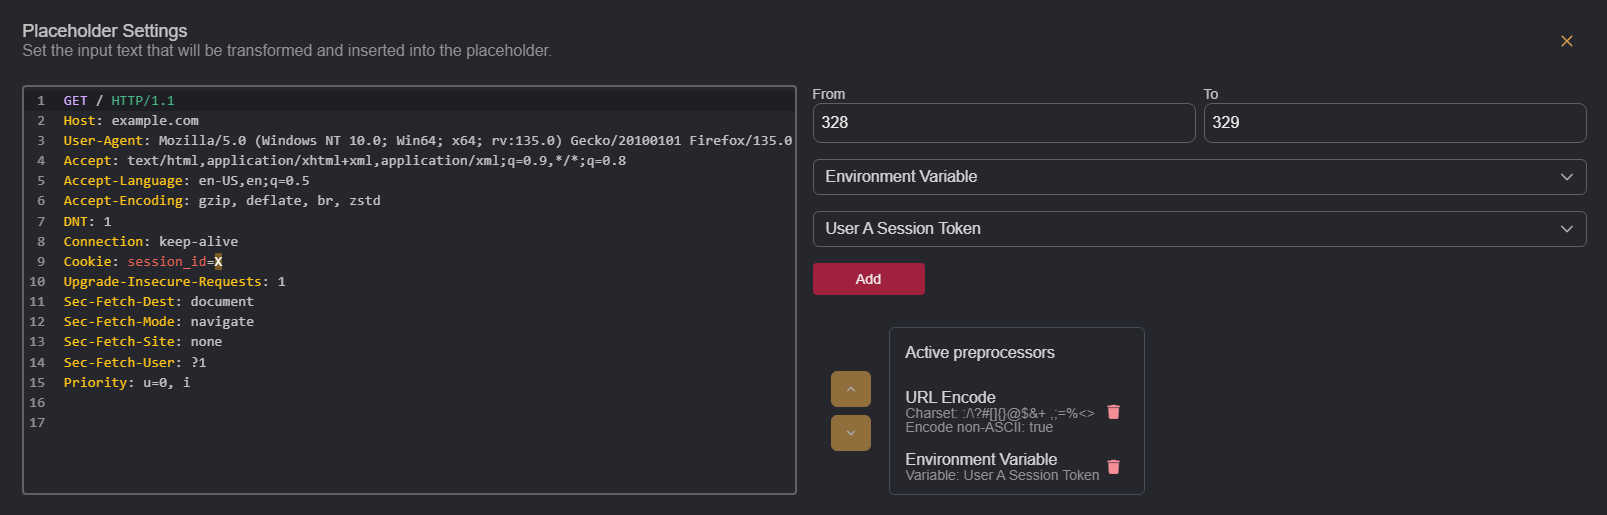 Placeholder Settings
Set the input text that will be transformed and inserted into the placeholder.
1 GET / HTTP/1.1
2 Host: example.com
3 User-Agent: Mozilla/5.0 (Windows NT 10.0; Win64; x64; rv:135.0) Gecko/20100101 Firefox/135.0
4 Accept: text/html,application/xhtml+xml,application/xml;q=0.9,*/*;q=0.8
5 Accept-Language: en-US,en;q=0.5
6 Accept-Encoding: gzip, deflate, br, zstd
7 DNT: 1
8 Connection: keep-alive
9 Cookie: session_id=X
10 Upgrade-Insecure-Requests: 1
11 Sec-Fetch-Dest: document
12 Sec-Fetch-Mode: navigate
13 Sec-Fetch-Site: none
14 Sec-Fetch-User: ?1
15 Priority: u=0, i
16
17
From
328
To
329
Environment Variable
User A Session Token
Add
Active preprocessors
URL Encode
Charset: :/\?#[]{}@$&+ ,;=%<>
Encode non-ASCII: true
Environment Variable
Variable: User A Session Token